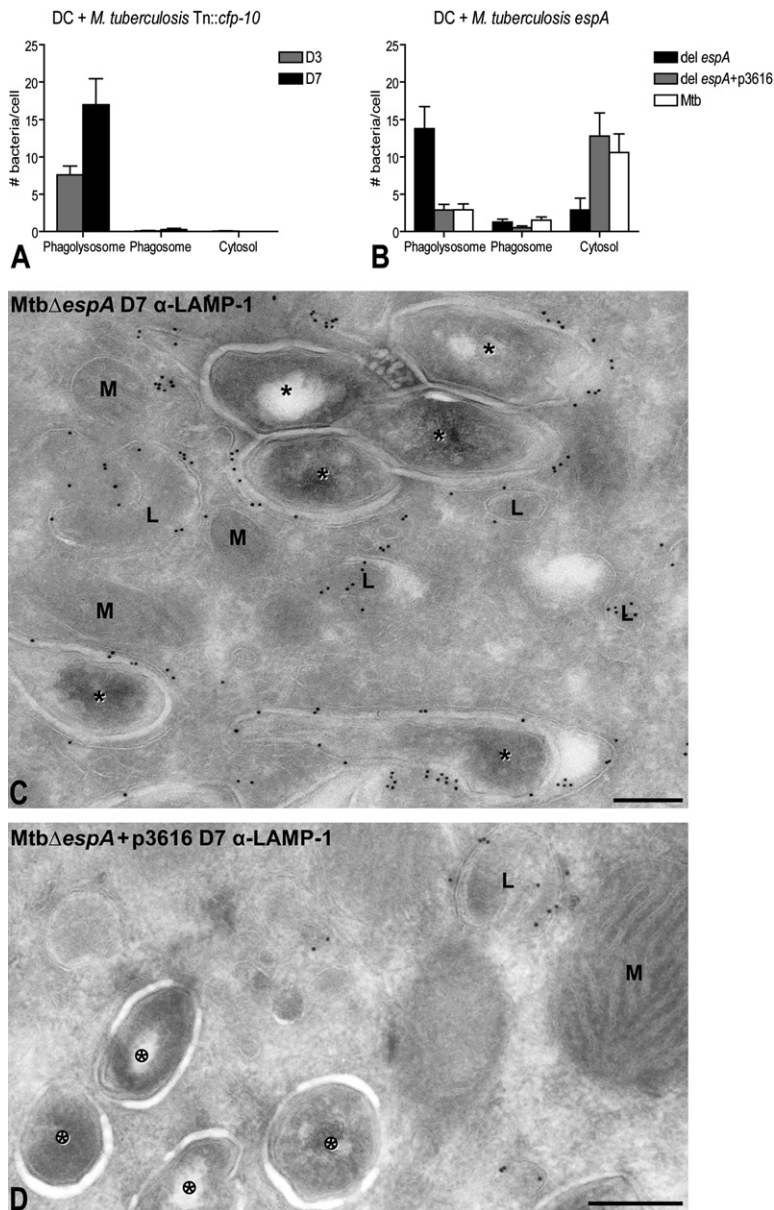 DC + M. tuberculosis Tn::cfp-10
# bacteria/cell
25
20
15
10
5
0
Phagolysosome Phagosome Cytosol
D3
D7
A
DC + M. tuberculosis espA
# bacteria/cell
25
20
15
10
5
0
Phagolysosome Phagosome Cytosol
del espA
del espA+p3616
Mtb
B
MtbΔespA D7 α-LAMP-1
*
M
*
*
*
L
L
M
L
M
L
*
*
C
MtbΔespA+p3616 D7 α-LAMP-1
L
M
*
*
*
*
D